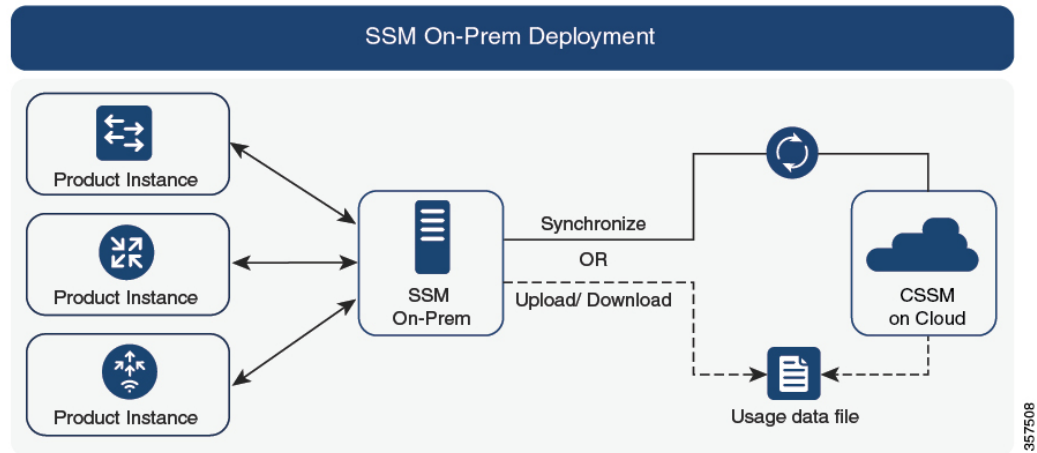 SSM On-Prem Deployment
Product Instance
Product Instance
Product Instance
SSM
On-Prem
Synchronize
OR
Upload/ Download
CSSM
on Cloud
Usage data file
357508